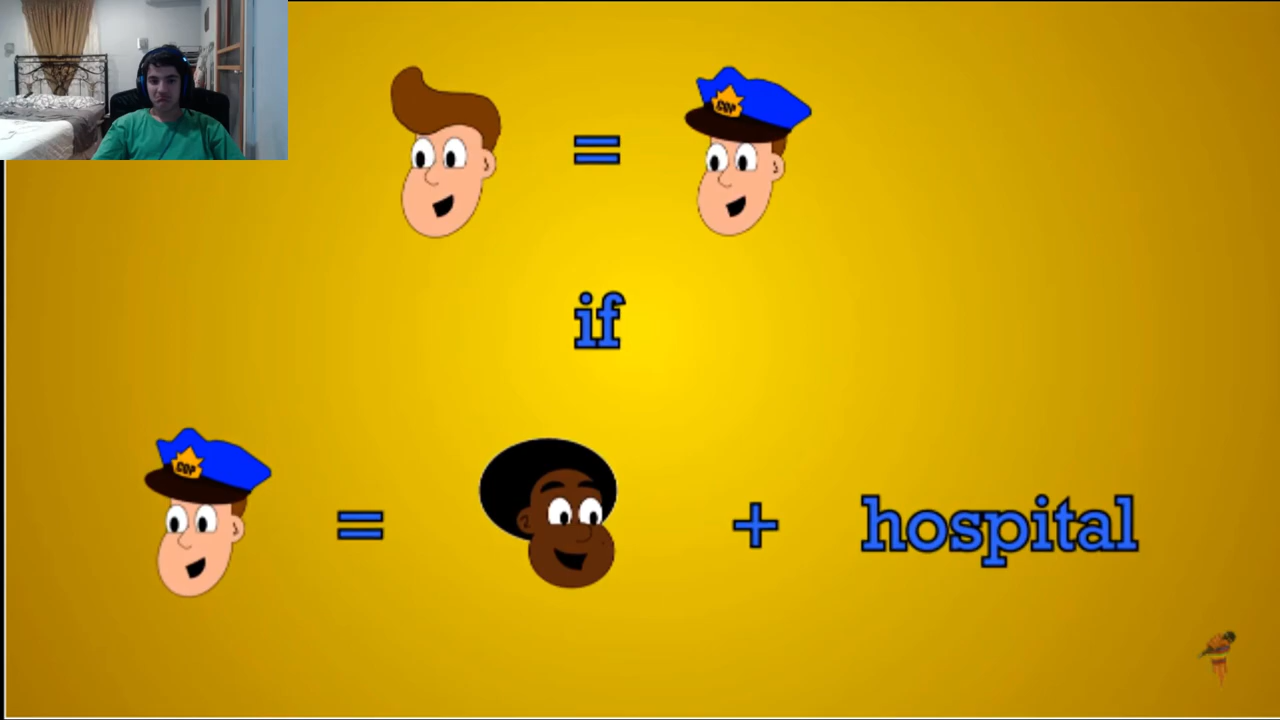 COP
=
if
COP
=
+
hospital